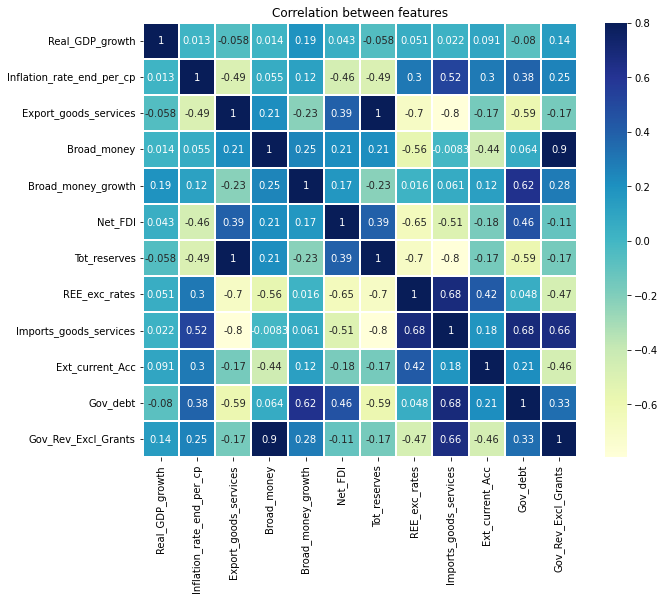 Correlation between features
Real_GDP_growth 1 0.013 -0.058 0.014 0.19 0.043 -0.058 0.051 0.022 0.091 -0.08 0.14
Inflation_rate_end_per_cp 0.013 1 -0.49 0.055 0.12 -0.46 -0.49 0.3 0.52 0.3 0.38 0.25
Export_goods_services -0.058 -0.49 1 0.21 -0.23 0.39 1 -0.7 -0.8 -0.17 -0.59 -0.17
Broad_money 0.014 0.055 0.21 1 0.25 0.21 0.21 -0.56 -0.0083 -0.44 0.064 0.9
Broad_money_growth 0.19 0.12 -0.23 0.25 1 0.17 -0.23 0.016 0.061 0.12 0.62 0.28
Net_FDI 0.043 -0.46 0.39 0.21 0.17 1 0.39 -0.65 -0.51 -0.18 0.46 -0.11
Tot_reserves -0.058 -0.49 1 0.21 -0.23 0.39 1 -0.7 -0.8 -0.17 -0.59 -0.17
REE_exc_rates 0.051 0.3 -0.7 -0.56 0.016 -0.65 -0.7 1 0.68 0.42 0.048 -0.47
Imports_goods_services 0.022 0.52 -0.8 -0.0083 0.061 -0.51 -0.8 0.68 1 0.18 0.68 0.66
Ext_current_Acc 0.091 0.3 -0.17 -0.44 0.12 -0.18 -0.17 0.42 0.18 1 0.21 -0.46
Gov_debt -0.08 0.38 -0.59 0.064 0.62 0.46 -0.59 0.048 0.68 0.21 1 0.33
Gov_Rev_Excl_Grants 0.14 0.25 -0.17 0.9 0.28 -0.11 -0.17 -0.47 0.66 -0.46 0.33 1
Real_GDP_growth
Inflation_rate_end_per_cp
Export_goods_services
Broad_money
Broad_money_growth
Net_FDI
Tot_reserves
REE_exc_rates
Imports_goods_services
Ext_current_Acc
Gov_debt
Gov_Rev_Excl_Grants
0.8
0.6
0.4
0.2
0.0
−0.2
−0.4
−0.6